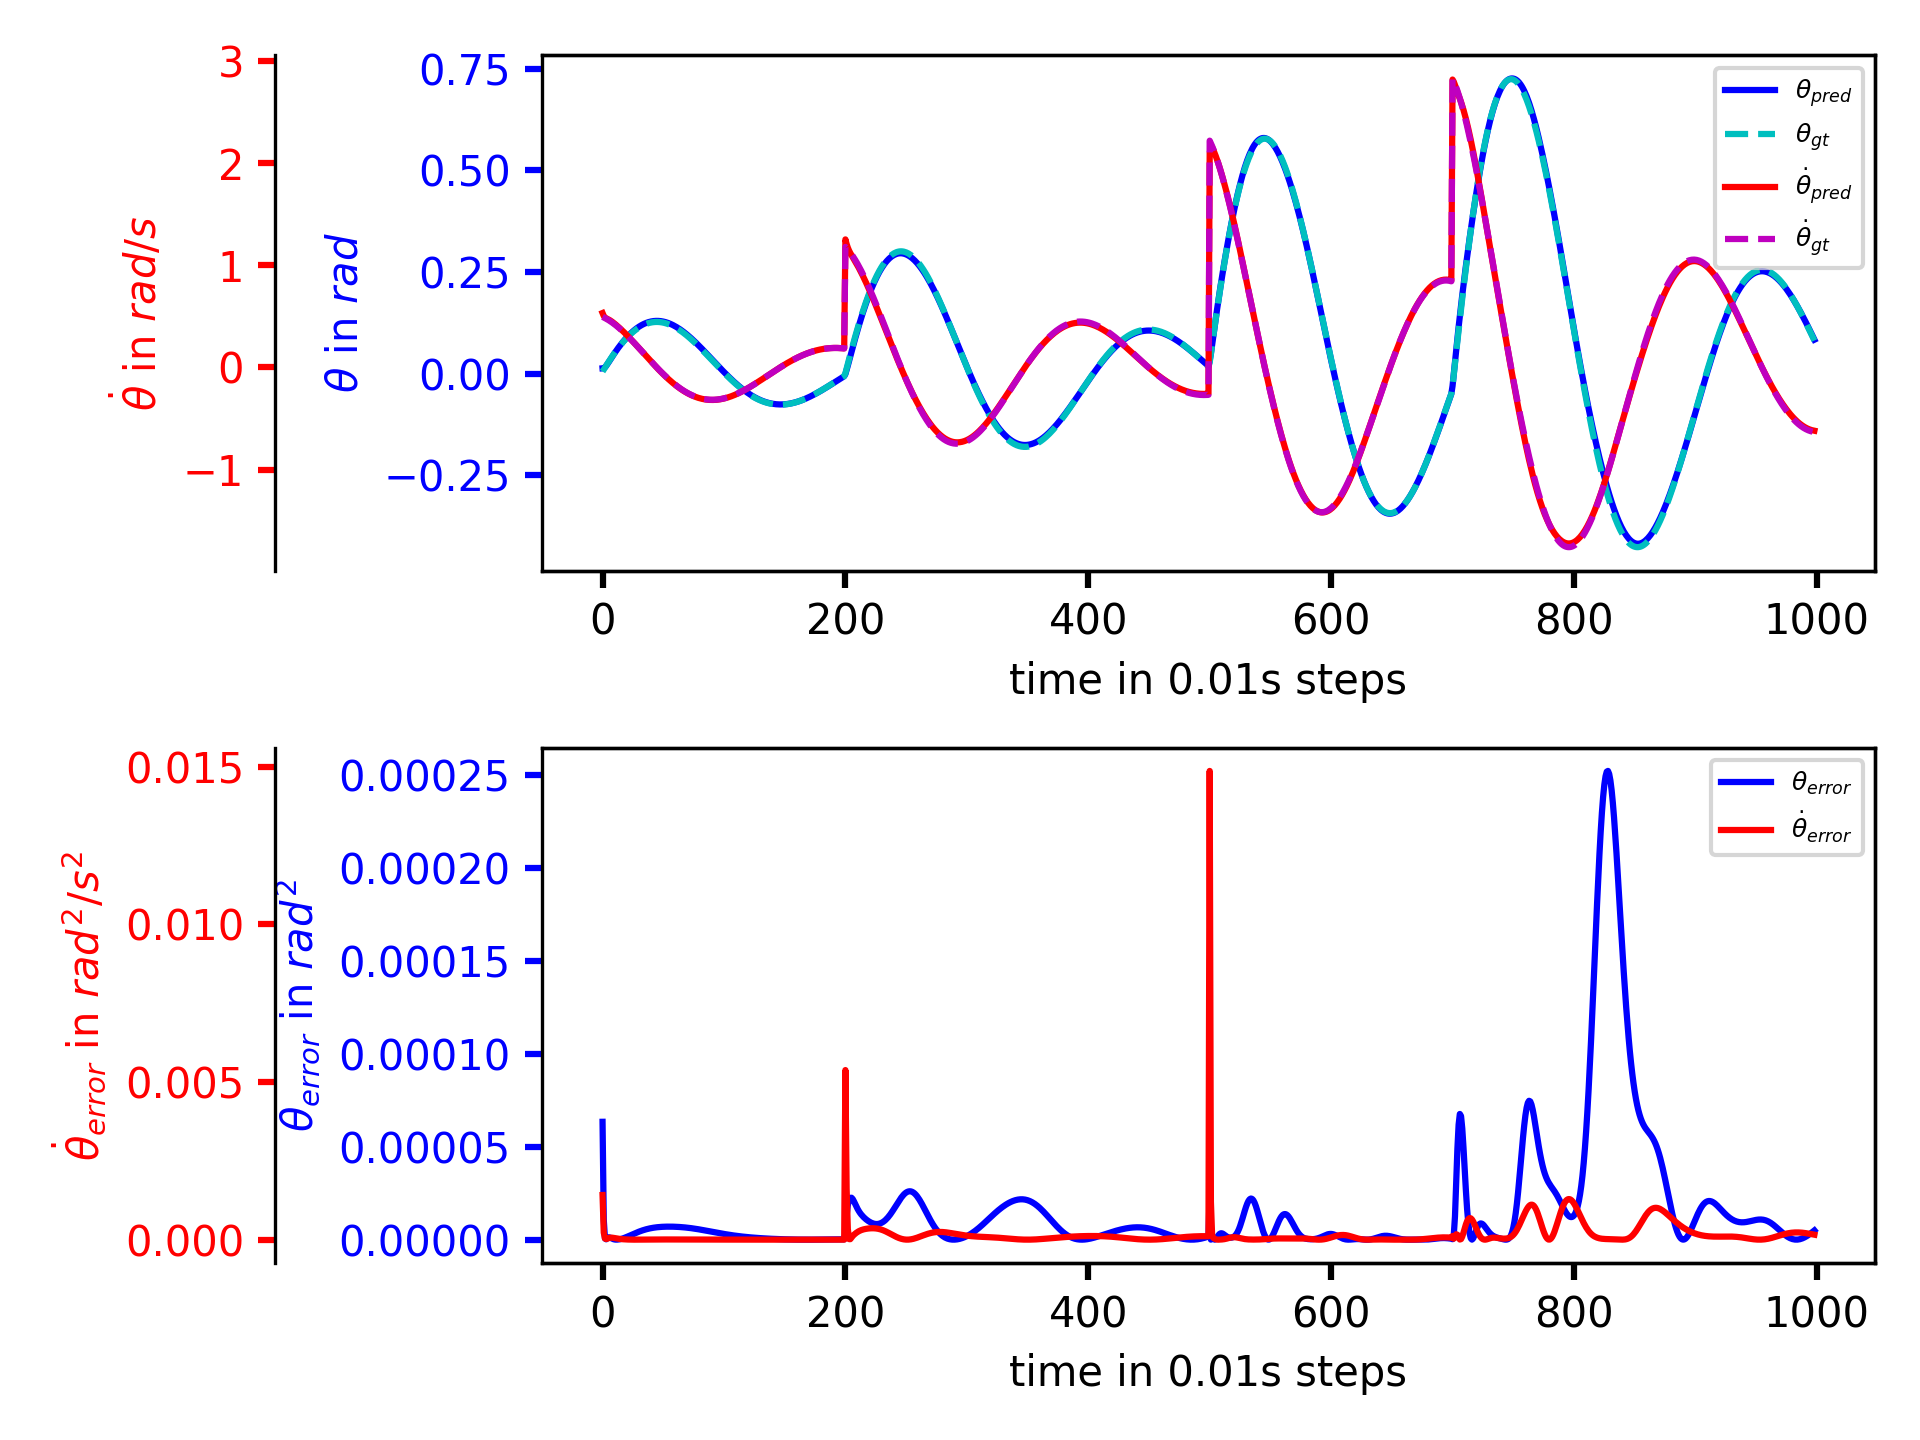 3
2
1
0
−1
θ̇ in rad/s
0.75
0.50
0.25
0.00
−0.25
θ in rad
θpred
θgt
θ̇pred
θ̇gt
0 200 400 600 800 1000
time in 0.01s steps
0.015
0.010
0.005
0.000
θ̇error in rad²/s²
0.00025
0.00020
0.00015
0.00010
0.00005
0.00000
θerror in rad²
θerror
θ̇error
0 200 400 600 800 1000
time in 0.01s steps